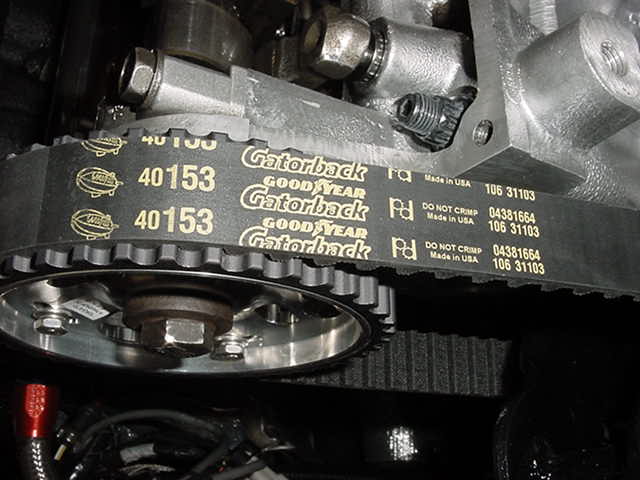 40153 Gatorback Made in USA 106 31103
GOODYEAR
40153 Gatorback DO NOT CRIMP 04381664
Made in USA 106 31103
GOODYEAR
40153 Gatorback DO NOT CRIMP 04381664
Made in USA 106 31103